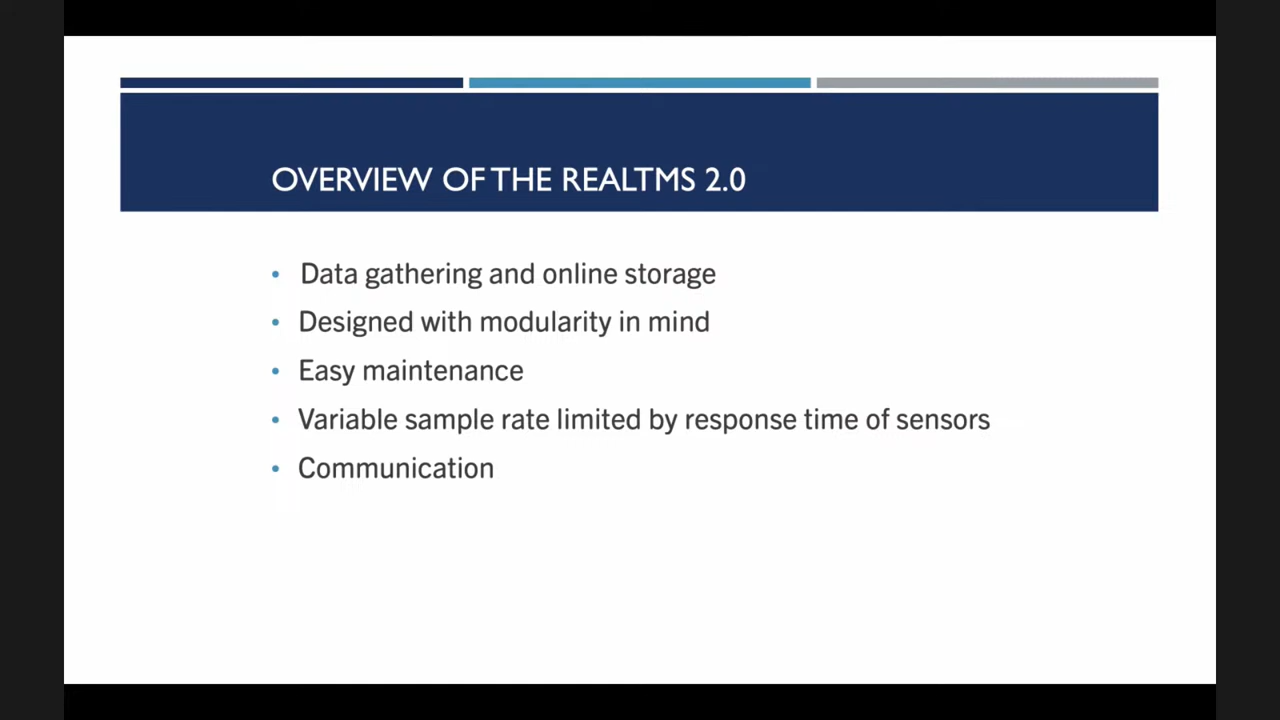 OVERVIEW OF THE REALTMS 2.0
• Data gathering and online storage
• Designed with modularity in mind
• Easy maintenance
• Variable sample rate limited by response time of sensors
• Communication